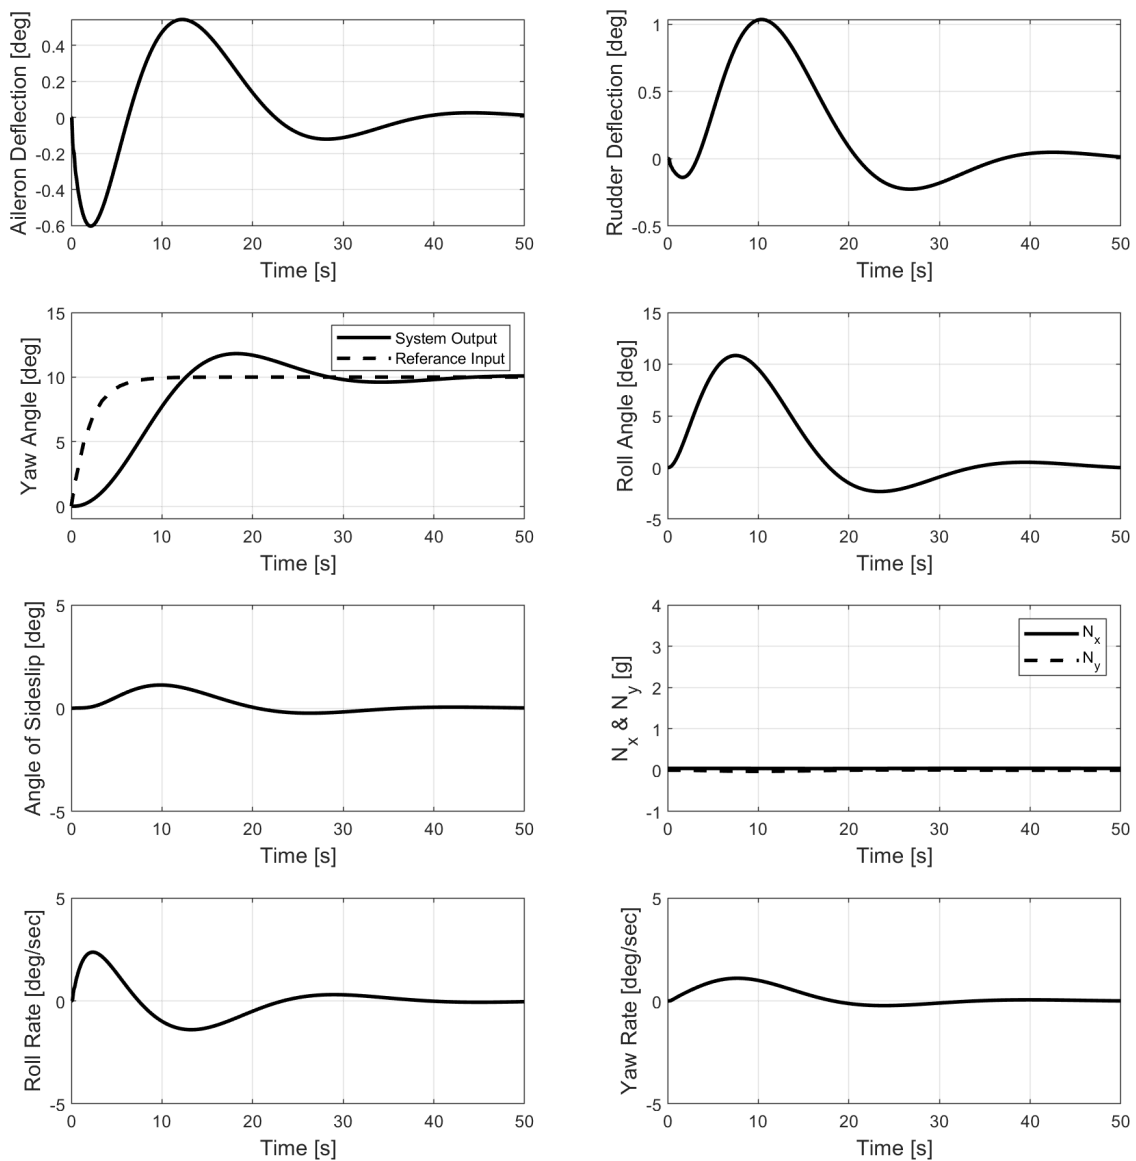 Aileron Deflection [deg]
0.4
0.2
0
-0.2
-0.4
-0.6
0 10 20 30 40 50
Time [s]
Rudder Deflection [deg]
1
0.5
0
-0.5
0 10 20 30 40 50
Time [s]
Yaw Angle [deg]
15
10
5
0
System Output
Referance Input
0 10 20 30 40 50
Time [s]
Roll Angle [deg]
15
10
5
0
-5
0 10 20 30 40 50
Time [s]
Angle of Sideslip [deg]
5
0
-5
0 10 20 30 40 50
Time [s]
Nx & Ny [g]
4
3
2
1
0
-1
Nx
Ny
0 10 20 30 40 50
Time [s]
Roll Rate [deg/sec]
5
0
-5
0 10 20 30 40 50
Time [s]
Yaw Rate [deg/sec]
5
0
-5
0 10 20 30 40 50
Time [s]